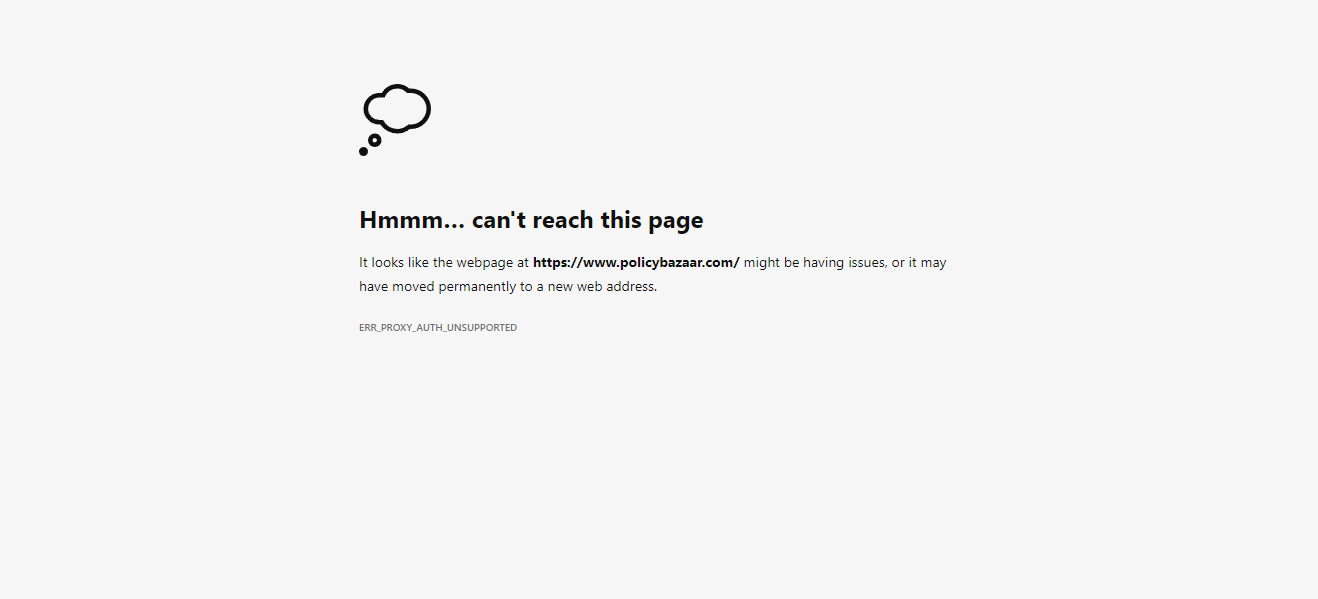 Hmmm... can't reach this page
It looks like the webpage at https://www.policybazaar.com/ might be having issues, or it may
have moved permanently to a new web address.
ERR_PROXY_AUTH_UNSUPPORTED